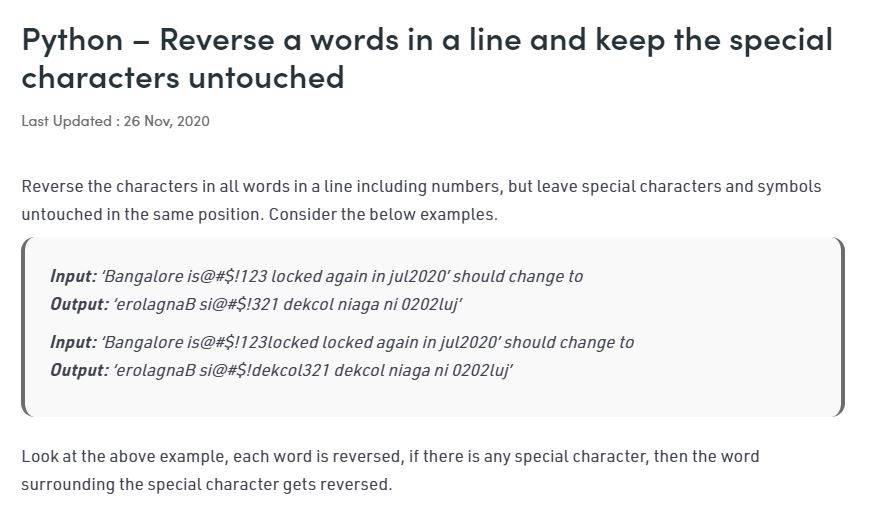 Python – Reverse a words in a line and keep the special
characters untouched
Last Updated : 26 Nov, 2020
Reverse the characters in all words in a line including numbers, but leave special characters and symbols
untouched in the same position. Consider the below examples.
Input: ‘Bangalore is@#$!123 locked again in jul2020’ should change to
Output: ‘erolagnaB si@#$!321 dekcol niaga ni 0202luj’
Input: ‘Bangalore is@#$!123locked locked again in jul2020’ should change to
Output: ‘erolagnaB si@#$!dekcol321 dekcol niaga ni 0202luj’
Look at the above example, each word is reversed, if there is any special character, then the word
surrounding the special character gets reversed.